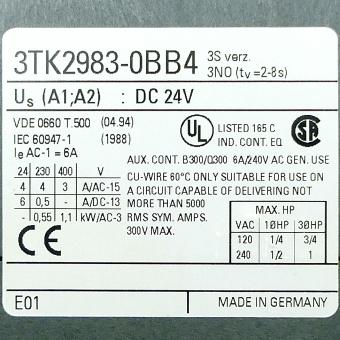 3TK2983-0BB4 3S verz.
3NO (tv=2-8s)
Us (A1;A2) : DC 24V
VDE 0660 T.500 (04.94)
IEC 60947-1 (1988)
Ie AC-1 = 6A
UL LISTED 165 C
IND. CONT. EQ
SA
AUX. CONT. B300/Q300 6A/240V AC GEN. USE
CU-WIRE 60°C ONLY SUITABLE FOR USE ON
A CIRCUIT CAPABLE OF DELIVERING NOT
MORE THAN 5000
RMS SYM. AMPS.
300V MAX.
24 230 400 V
4 4 3 A/AC-15
6 0,5 - A/DC-13
- 0,55 1,1 kW/AC-3
MAX. HP
VAC 1ØHP 3ØHP
120 1/4 3/4
240 1/2 1
CE
E01 MADE IN GERMANY